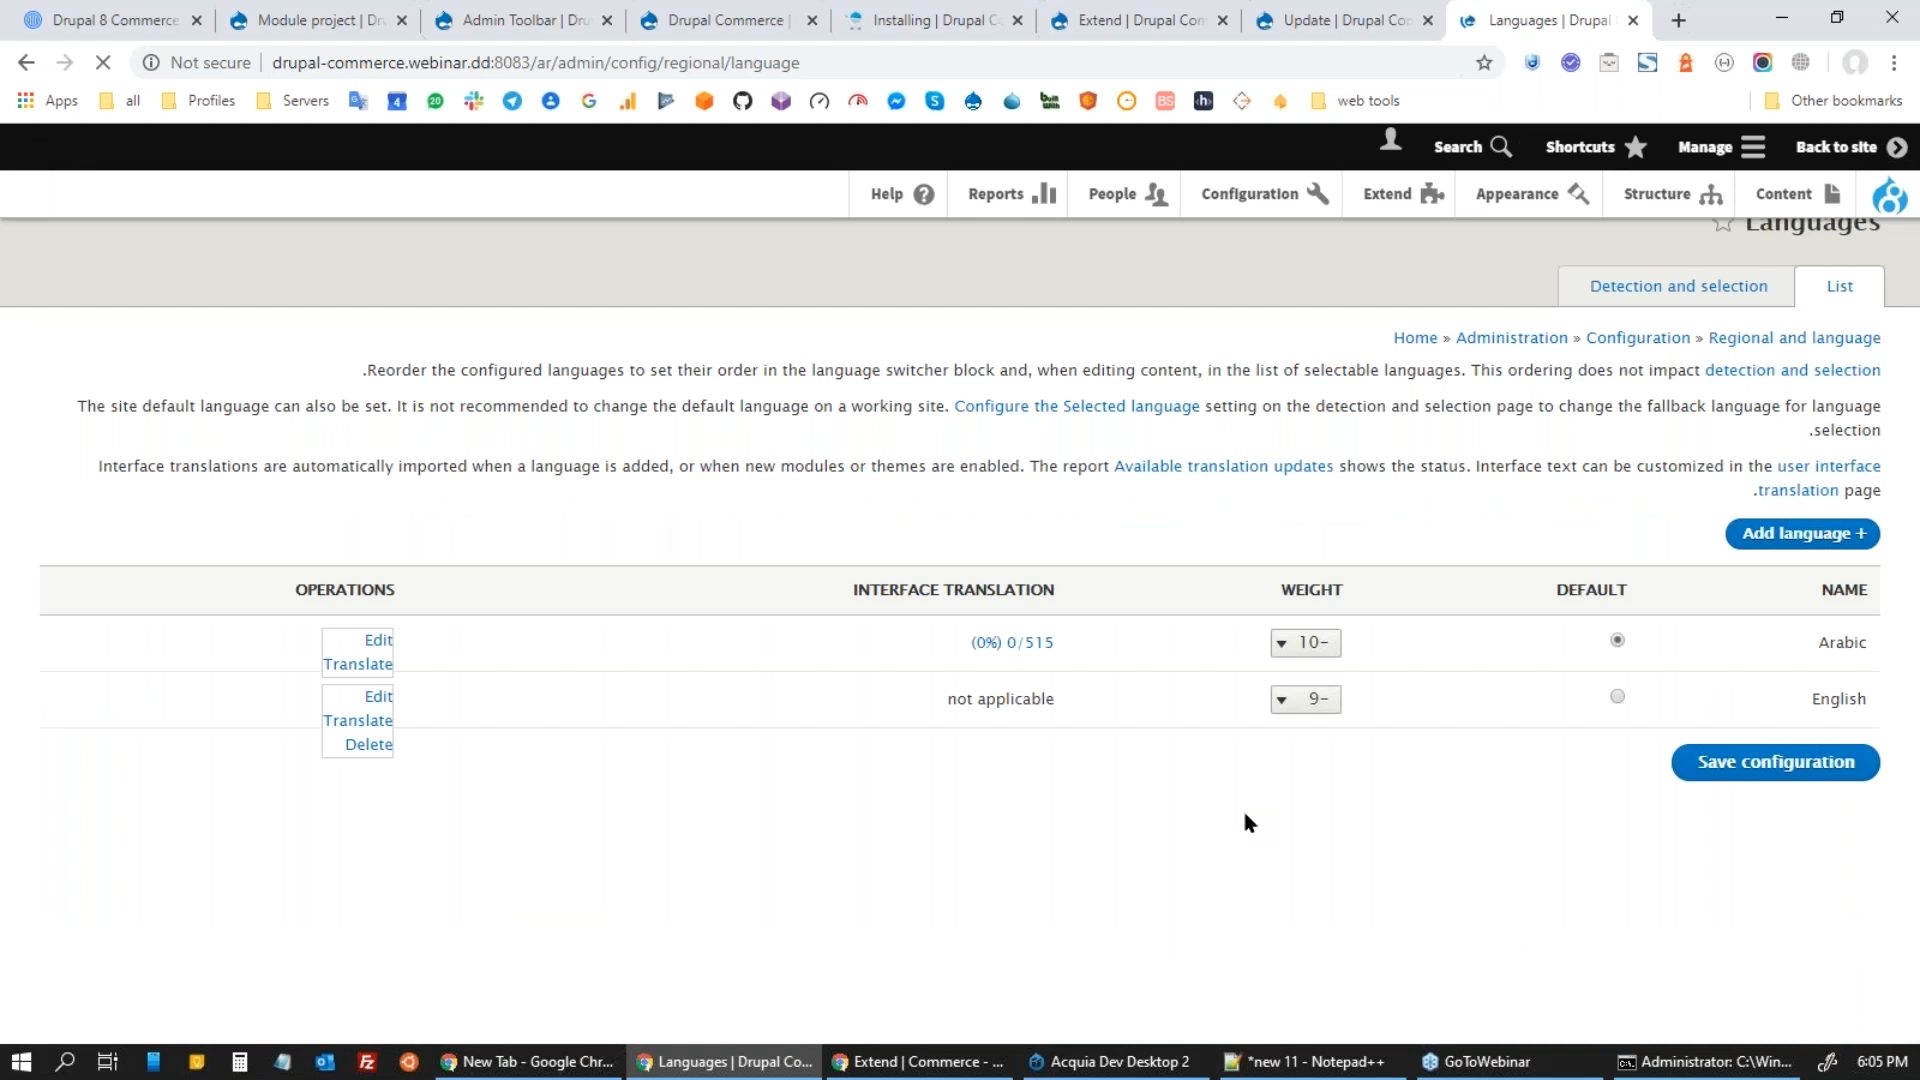 Drupal 8 Commerce
Module project | Dru
Admin Toolbar | Dru
Drupal Commerce |
Installing | Drupal Co
Extend | Drupal Com
Update | Drupal Com
Languages | Drupal
Not secure
drupal-commerce.webinar.dd:8083/ar/admin/config/regional/language
Apps
all
Profiles
Servers
web tools
Other bookmarks
Search
Shortcuts
Manage
Back to site
Help
Reports
People
Configuration
Extend
Appearance
Structure
Content
Languages
Detection and selection
List
Home » Administration » Configuration » Regional and language
.Reorder the configured languages to set their order in the language switcher block and, when editing content, in the list of selectable languages. This ordering does not impact detection and selection
The site default language can also be set. It is not recommended to change the default language on a working site. Configure the Selected language setting on the detection and selection page to change the fallback language for language
.selection
Interface translations are automatically imported when a language is added, or when new modules or themes are enabled. The report Available translation updates shows the status. Interface text can be customized in the user interface
.translation page
Add language +
OPERATIONS
INTERFACE TRANSLATION
WEIGHT
DEFAULT
NAME
Edit
Translate
(0%) 0/515
10-
Arabic
Edit
Translate
Delete
not applicable
9-
English
Save configuration
New Tab - Google Chr...
Languages | Drupal Co...
Extend | Commerce - ...
Acquia Dev Desktop 2
*new 11 - Notepad++
GoToWebinar
Administrator: C:\Win...
6:05 PM